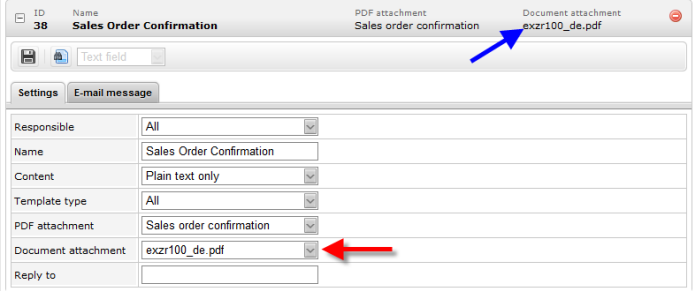 ID Name PDF attachment Document attachment
38 Sales Order Confirmation Sales order confirmation exzr100_de.pdf
Text field
Settings E-mail message
Responsible All
Name Sales Order Confirmation
Content Plain text only
Template type All
PDF attachment Sales order confirmation
Document attachment exzr100_de.pdf
Reply to